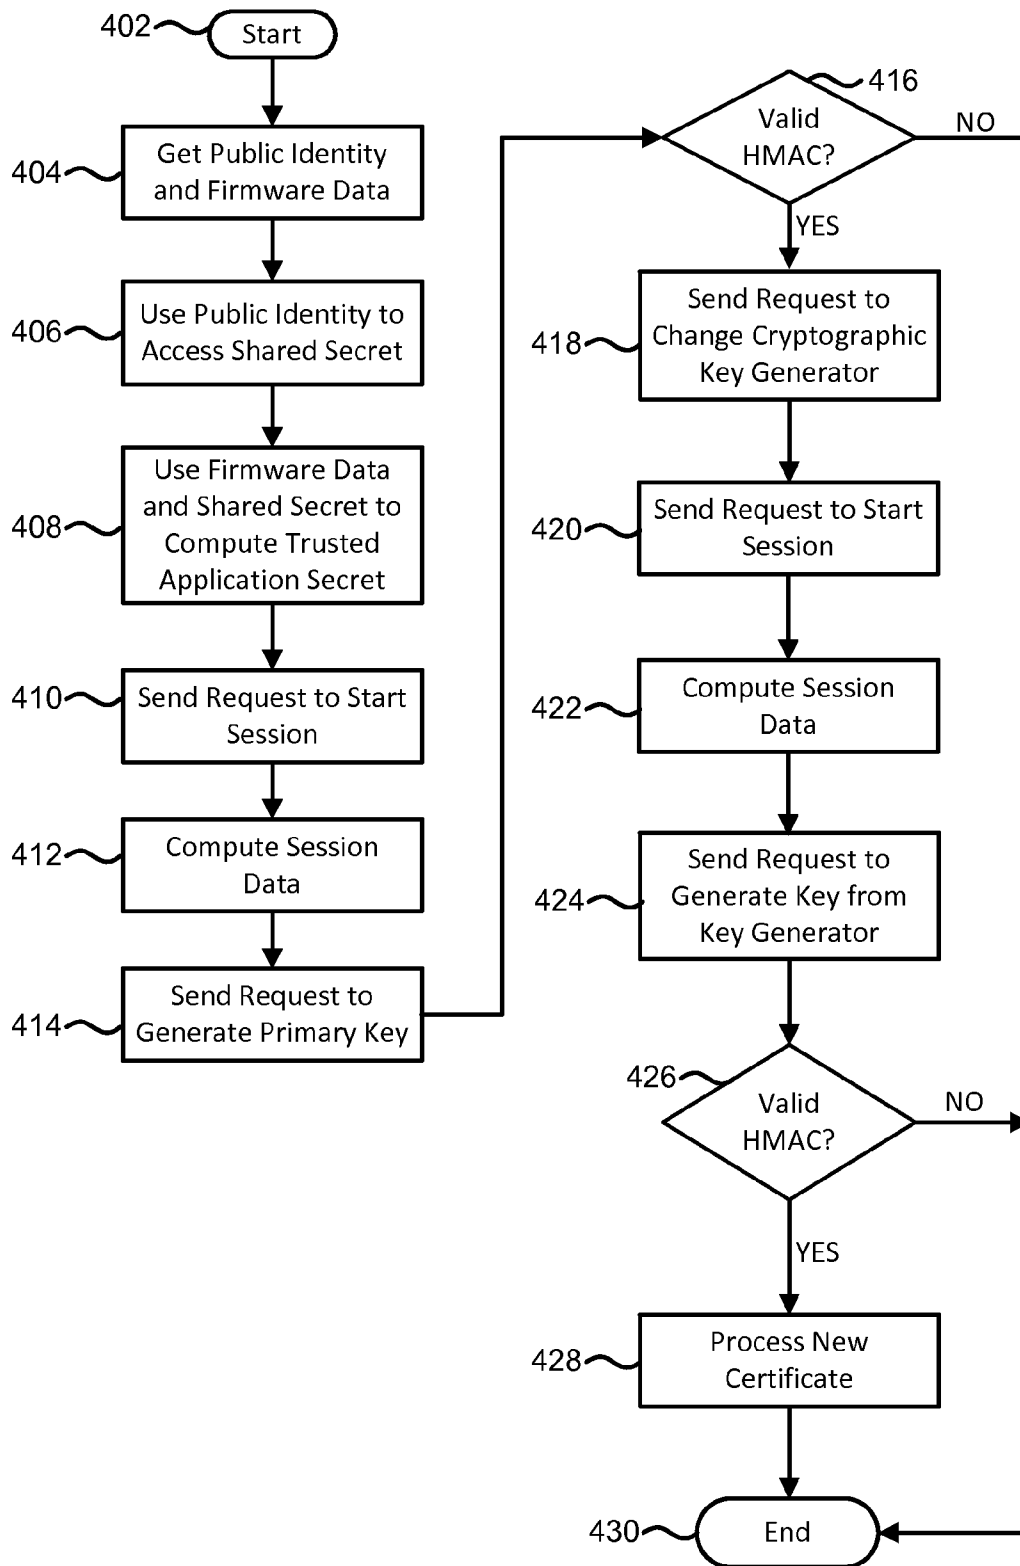 402
Start
404
Get Public Identity
and Firmware Data
406
Use Public Identity to
Access Shared Secret
408
Use Firmware Data
and Shared Secret to
Compute Trusted
Application Secret
410
Send Request to Start
Session
412
Compute Session
Data
414
Send Request to
Generate Primary Key
416
Valid
HMAC?
NO
YES
418
Send Request to
Change Cryptographic
Key Generator
420
Send Request to Start
Session
422
Compute Session
Data
424
Send Request to
Generate Key from
Key Generator
426
Valid
HMAC?
NO
YES
428
Process New
Certificate
430
End